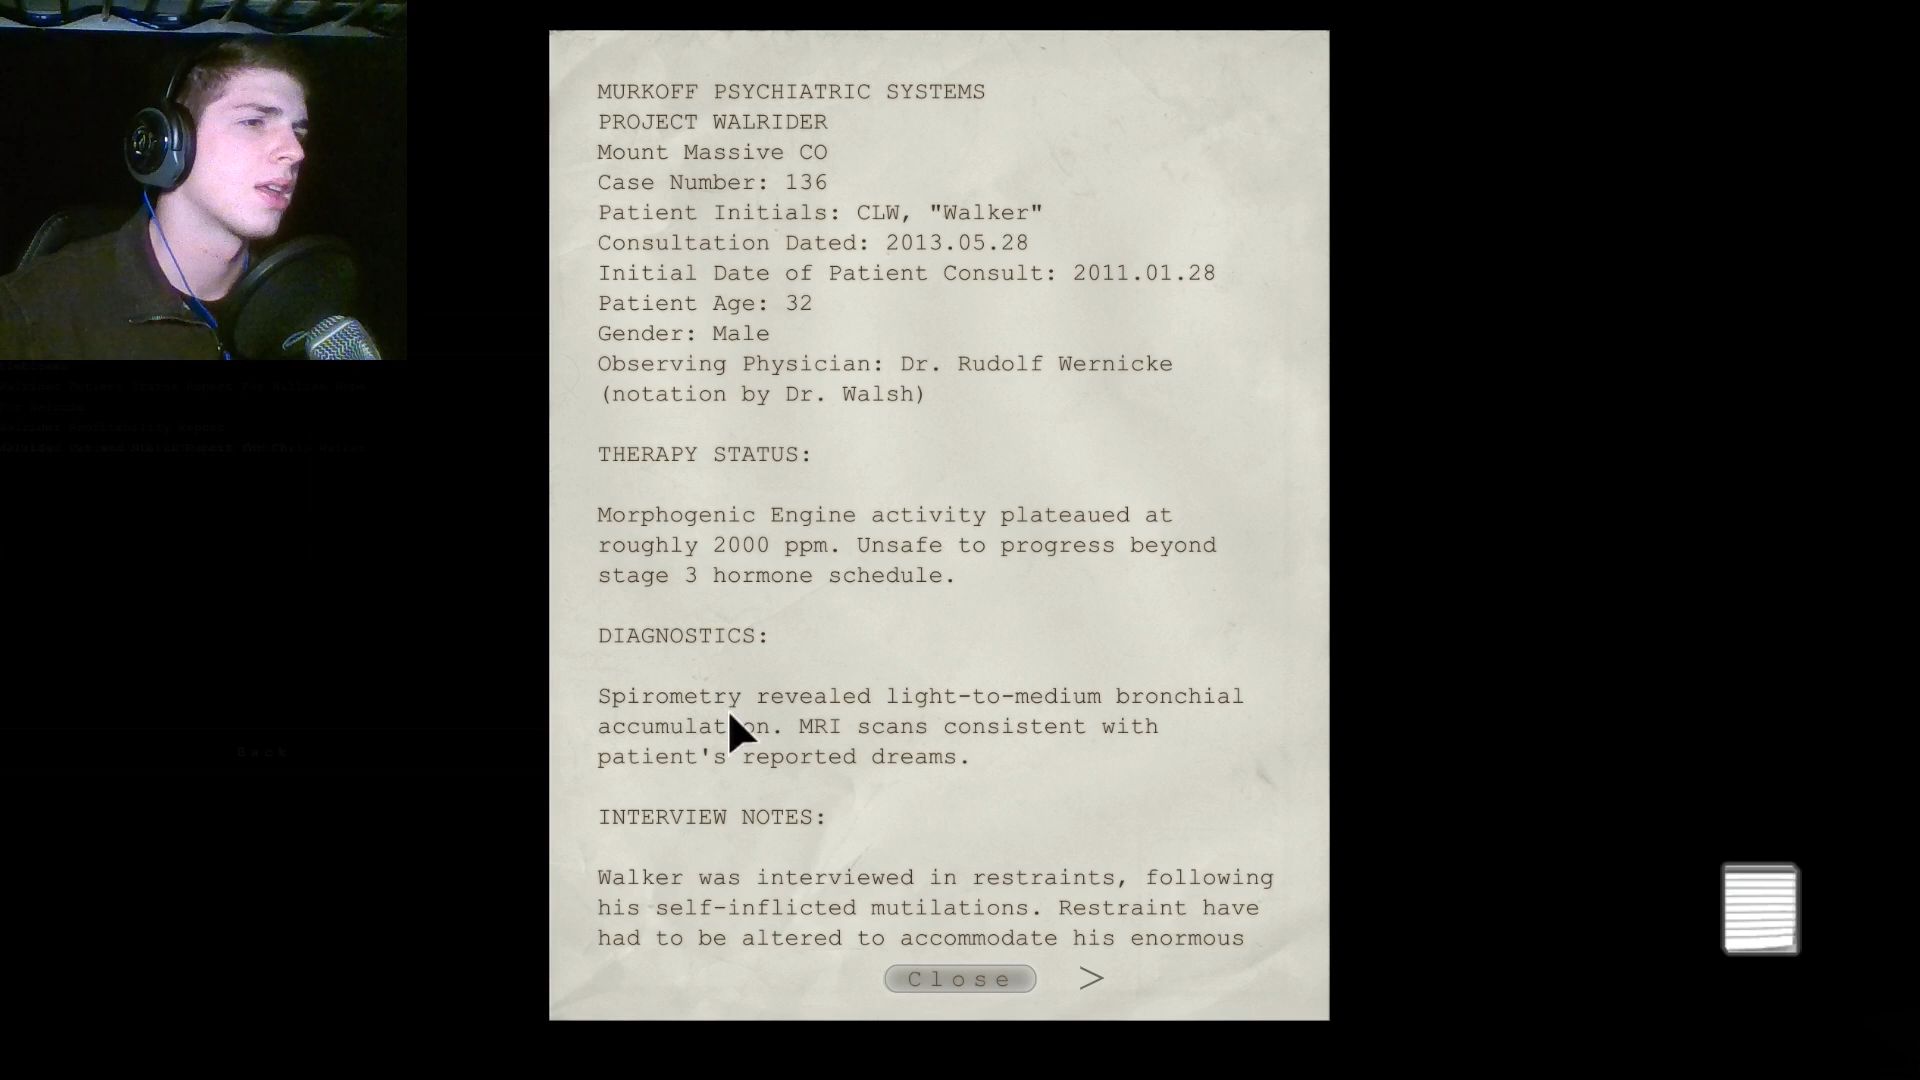 MURKOFF PSYCHIATRIC SYSTEMS
PROJECT WALRIDER
Mount Massive CO
Case Number: 136
Patient Initials: CLW, "Walker"
Consultation Dated: 2013.05.28
Initial Date of Patient Consult: 2011.01.28
Patient Age: 32
Gender: Male
Observing Physician: Dr. Rudolf Wernicke
(notation by Dr. Walsh)
THERAPY STATUS:
Morphogenic Engine activity plateaued at
roughly 2000 ppm. Unsafe to progress beyond
stage 3 hormone schedule.
DIAGNOSTICS:
Spirometry revealed light-to-medium bronchial
accumulation. MRI scans consistent with
patient's reported dreams.
INTERVIEW NOTES:
Walker was interviewed in restraints, following
his self-inflicted mutilations. Restraint have
had to be altered to accommodate his enormous
Close >
Back